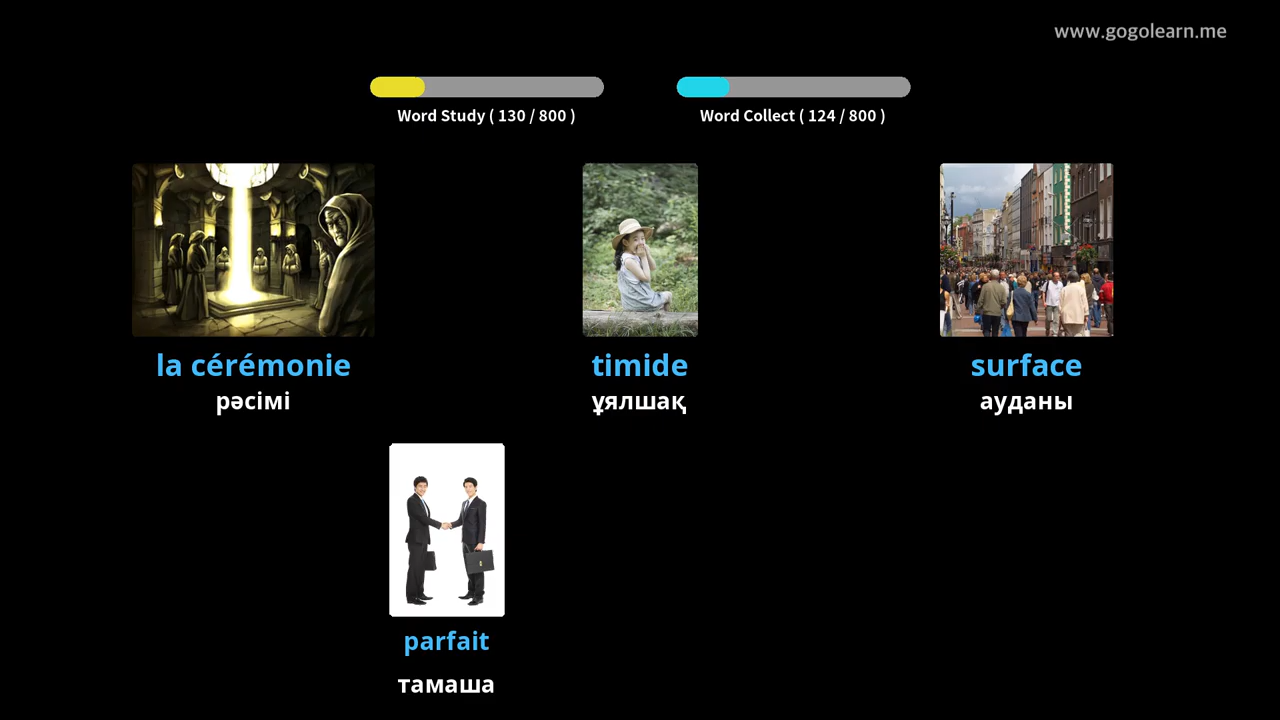 www.gogolearn.me
Word Study ( 130 / 800 )
Word Collect ( 124 / 800 )
la cérémonie
рәсімі
timide
ұялшақ
surface
ауданы
parfait
тамаша